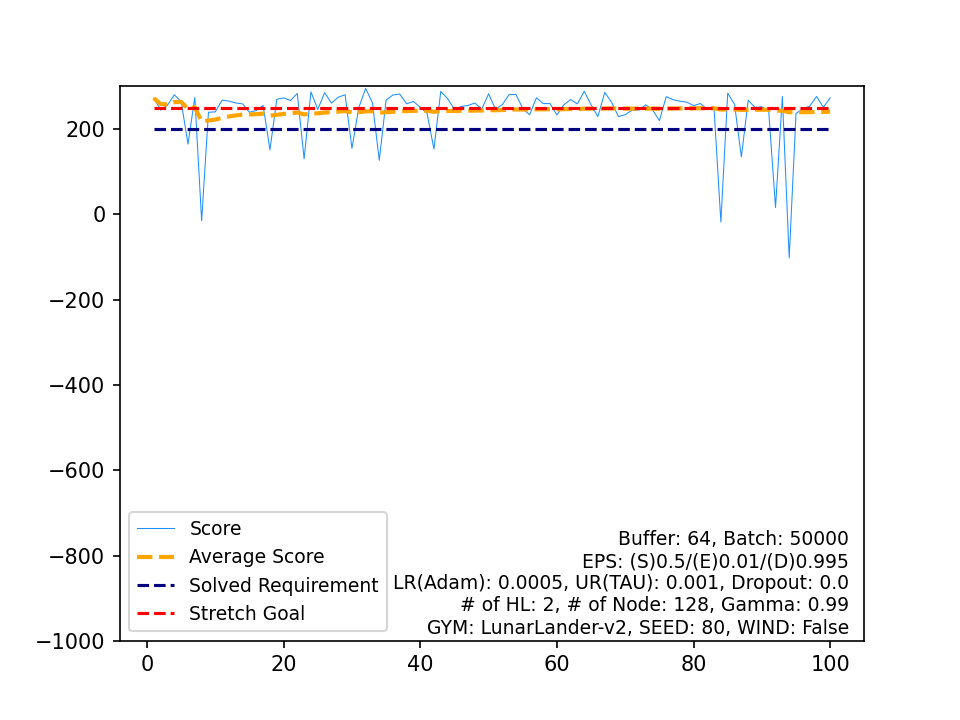 200
0
−200
−400
−600
−800
−1000
0
20
40
60
80
100
Score
Average Score
Solved Requirement
Stretch Goal
Buffer: 64, Batch: 50000
EPS: (S)0.5/(E)0.01/(D)0.995
LR(Adam): 0.0005, UR(TAU): 0.001, Dropout: 0.0
# of HL: 2, # of Node: 128, Gamma: 0.99
GYM: LunarLander-v2, SEED: 80, WIND: False